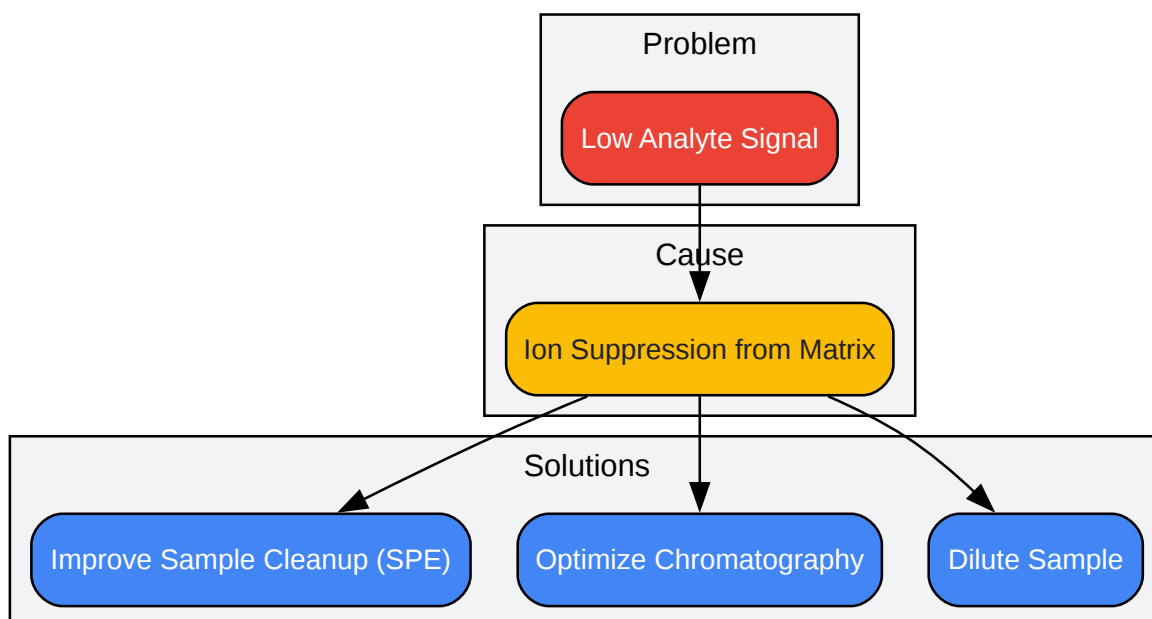 Problem
Low Analyte Signal
Cause
Ion Suppression from Matrix
Solutions
Improve Sample Cleanup (SPE)
Optimize Chromatography
Dilute Sample